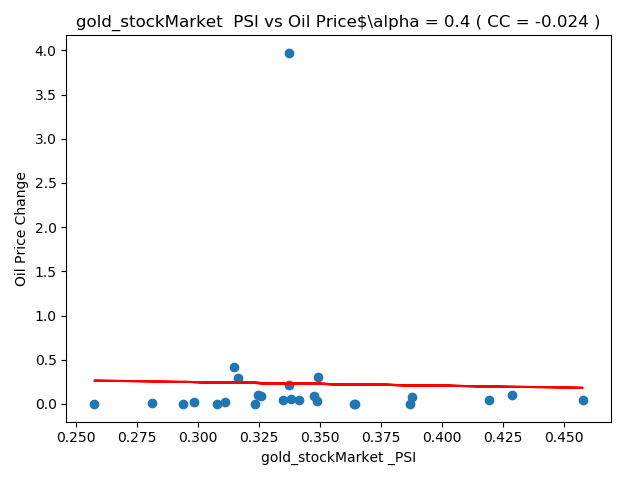 gold_stockMarket  PSI vs Oil Price$\alpha = 0.4 ( CC = -0.024 )
4.0
3.5
3.0
2.5
2.0
1.5
1.0
0.5
0.0
Oil Price Change
0.250 0.275 0.300 0.325 0.350 0.375 0.400 0.425 0.450
gold_stockMarket _PSI